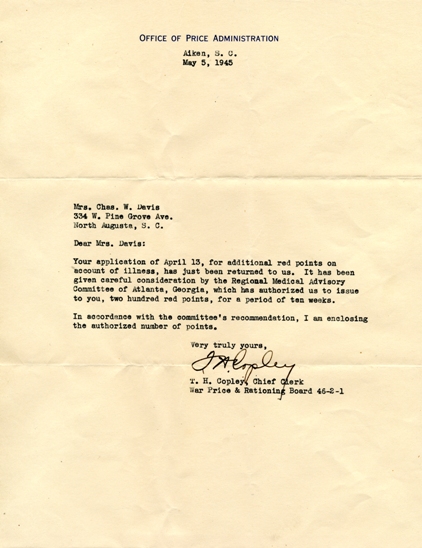 OFFICE OF PRICE ADMINISTRATION
Aiken, S. C.
May 5, 1945
Mrs. Chas. W. Davis
334 W. Pine Grove Ave.
North Augusta, S. C.
Dear Mrs. Davis:
Your application of April 13, for additional red points on
account of illness, has just been returned to us. It has been
given careful consideration by the Regional Medical Advisory
Committee of Atlanta, Georgia, which has authorized us to issue
to you, two hundred red points, for a period of ten weeks.
In accordance with the committee's recommendation, I am enclosing
the authorized number of points.
Very truly yours,
T H Copley
T. H. Copley, Chief Clerk
War Price & Rationing Board 46-2-1